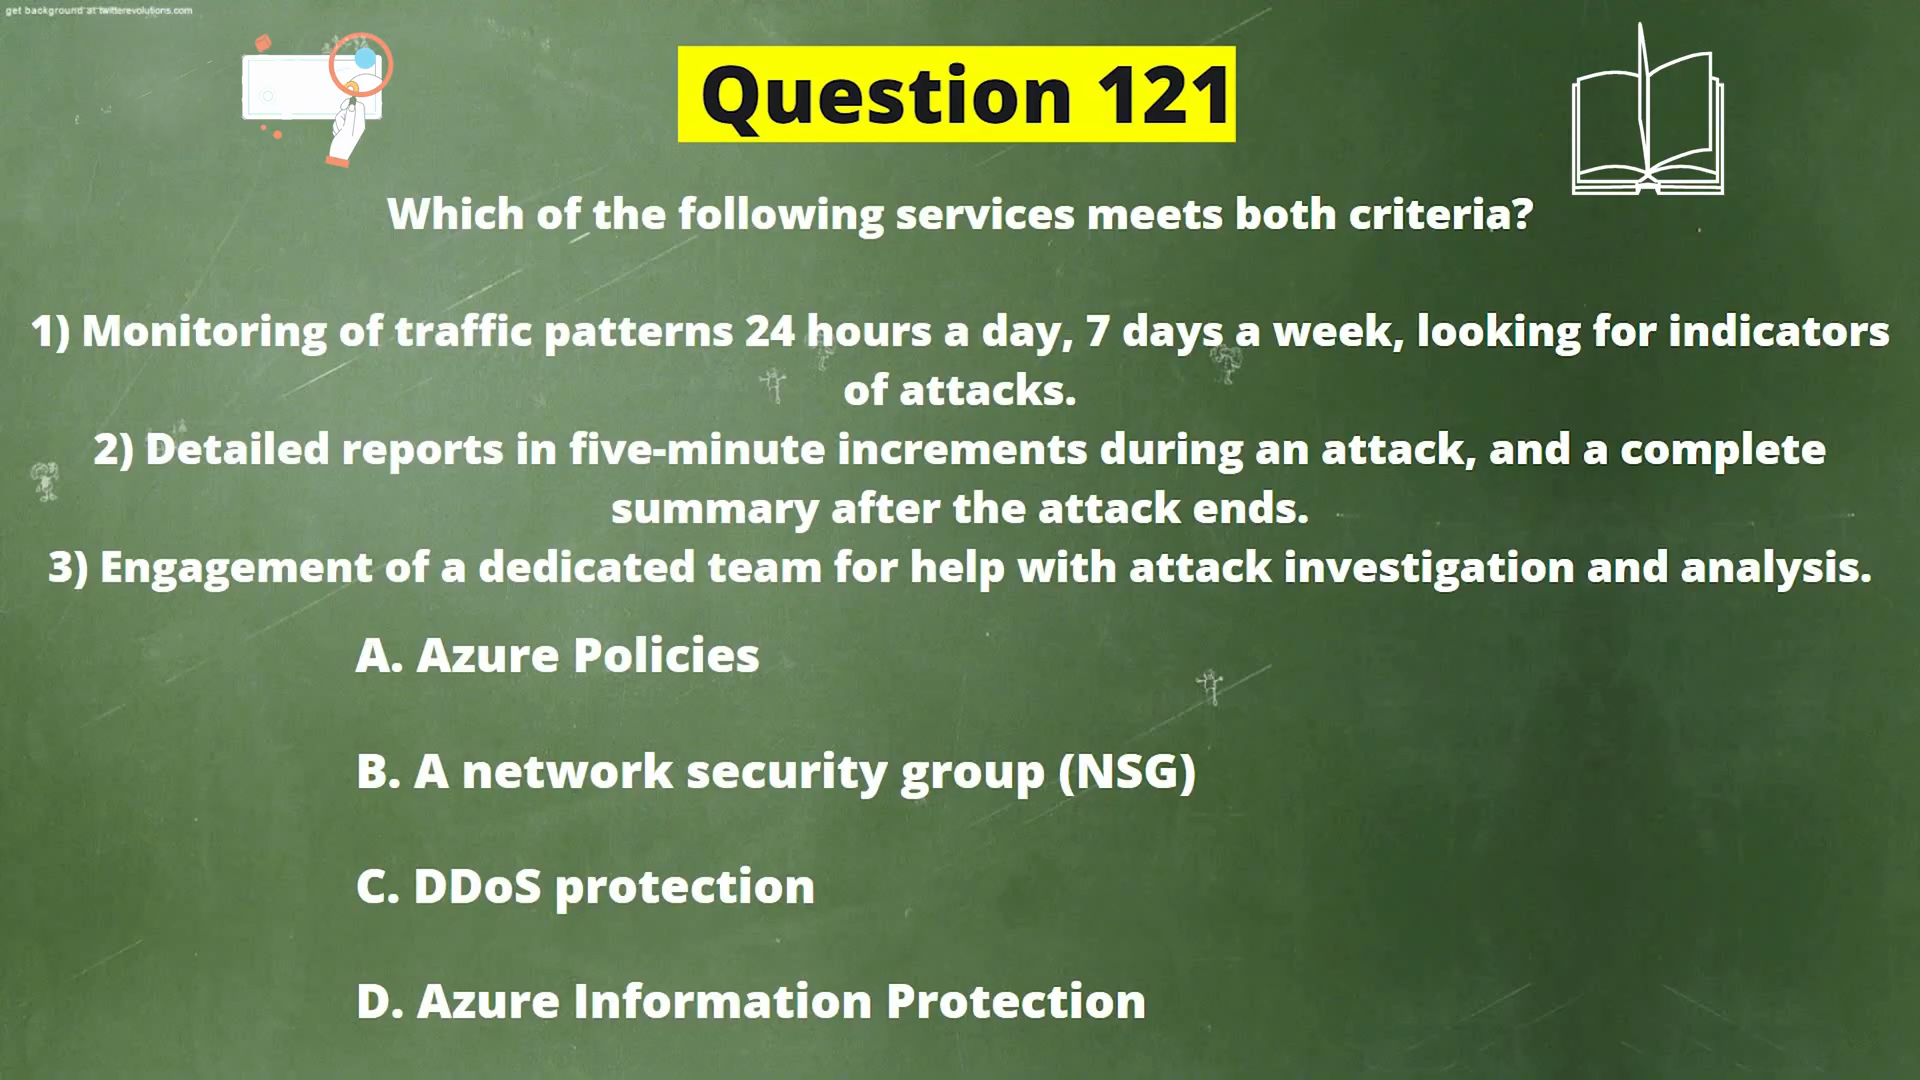 get background at twitterevolutions.com
Question 121
Which of the following services meets both criteria?
1) Monitoring of traffic patterns 24 hours a day, 7 days a week, looking for indicators
of attacks.
2) Detailed reports in five-minute increments during an attack, and a complete
summary after the attack ends.
3) Engagement of a dedicated team for help with attack investigation and analysis.
A. Azure Policies
B. A network security group (NSG)
C. DDoS protection
D. Azure Information Protection